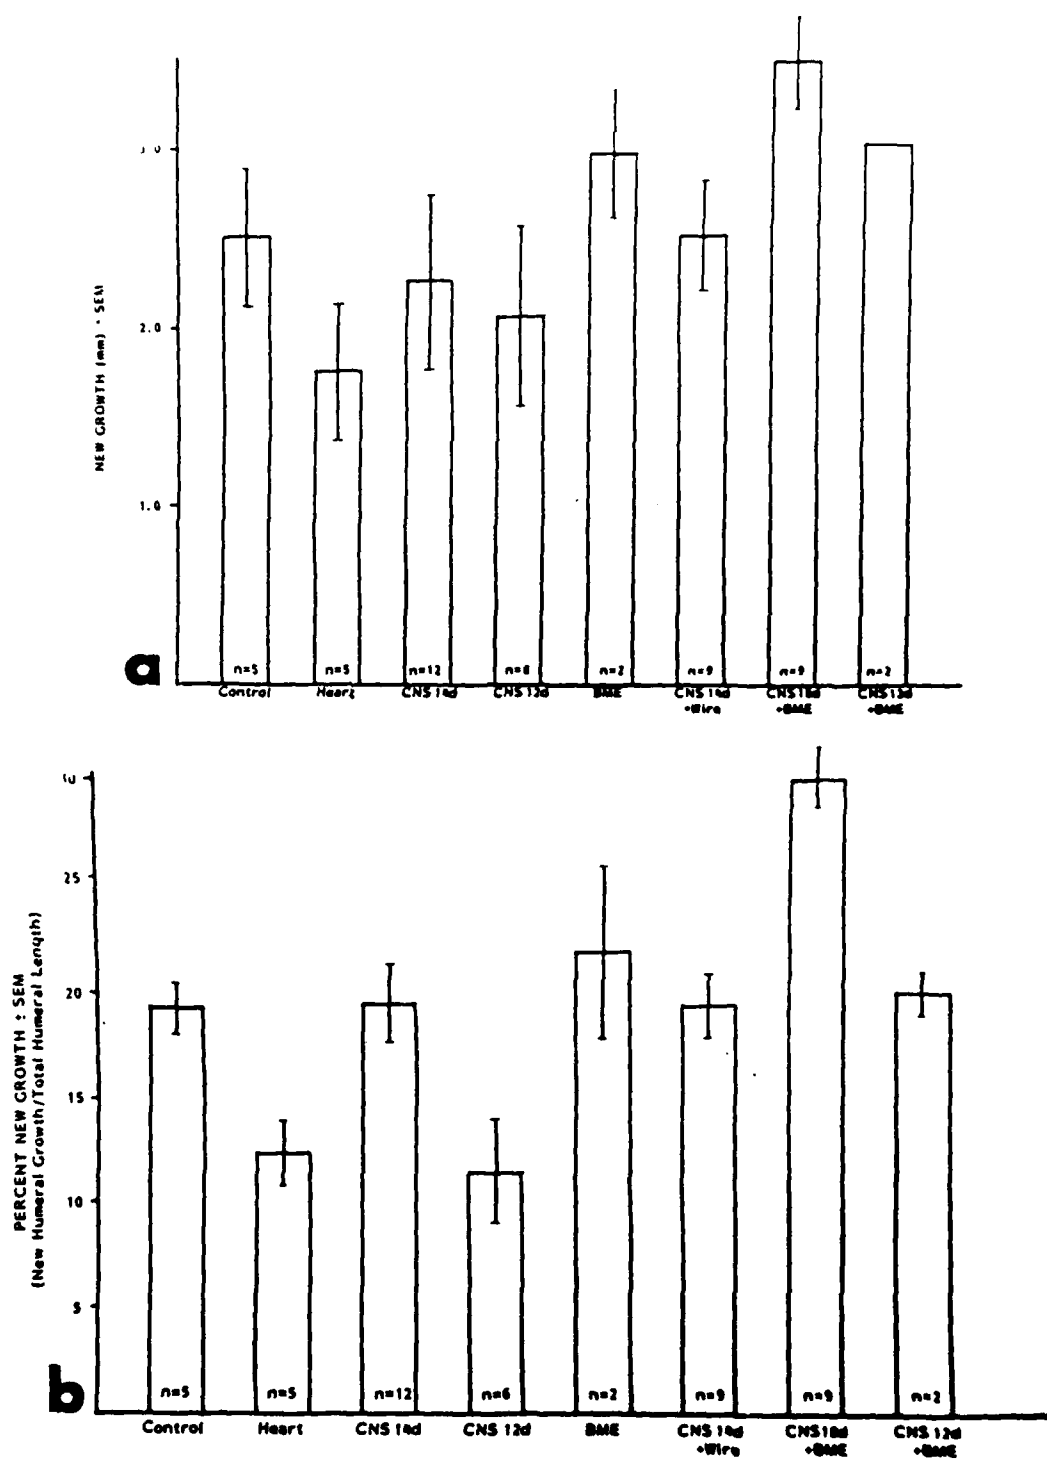 NEW GROWTH (mm) · SEM
2.0
1.0
a
n=5
n=5
n=12
n=2
n=9
n=9
n=2
Control
Heart
CNS 14d
CNS 12d
BME
CNS 14d
+Wire
+BME
CNS 12d
+BME
PERCENT NEW GROWTH ± SEM
(New Humeral Growth/Total Humeral Length)
25
20
15
10
5
b
n=5
n=5
n=12
n=6
n=2
n=9
n=9
n=2
Control
Heart
CNS 14d
CNS 12d
BME
CNS 14d
+Wire
+BME
CNS 12d
+BME